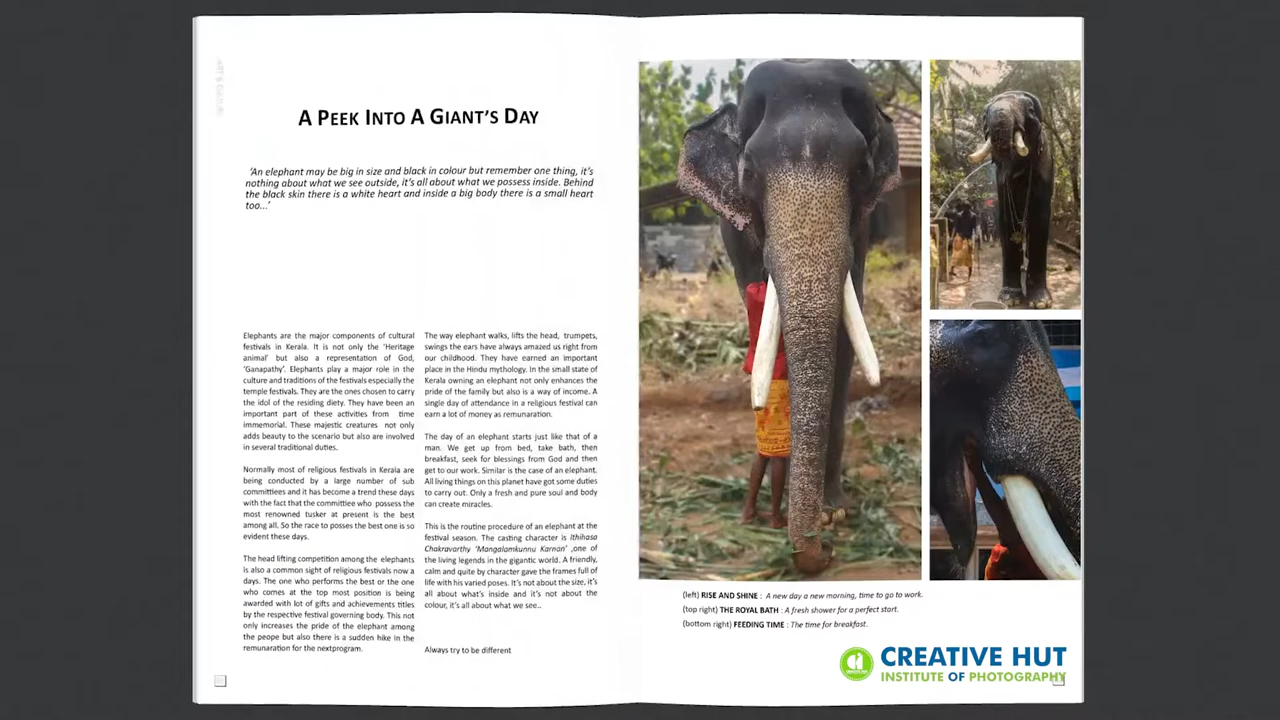 ART & CULTURE
A PEEK INTO A GIANT'S DAY
'An elephant may be big in size and black in colour but remember one thing, it's
nothing about what we see outside, it's all about what we possess inside. Behind
the black skin there is a white heart and inside a big body there is a small heart
too...'
Elephants are the major components of cultural
festivals in Kerala. It is not only the 'Heritage
animal' but also a representation of God,
'Ganapathy'. Elephants play a major role in the
culture and traditions of the festivals especially the
temple festivals. They are the ones chosen to carry
the idol of the residing diety. They have been an
important part of these activities from time
immemorial. These majestic creatures not only
adds beauty to the scenario but also are involved
in several traditional duties.
Normally most of religious festivals in Kerala are
being conducted by a large number of sub
committees and it has become a trend these days
with the fact that the committee who possess the
most renowned tusker at present is the best
among all. So the race to posses the best one is so
evident these days.
The head lifting competition among the elephants
is also a common sight of religious festivals now a
days. The one who performs the best or the one
who comes at the top most position is being
awarded with lot of gifts and achievements titles
by the respective festival governing body. This not
only increases the pride of the elephant among
the peope but also there is a sudden hike in the
remunaration for the nextprogram.
The way elephant walks, lifts the head, trumpets,
swings the ears have always amazed us right from
our childhood. They have earned an important
place in the Hindu mythology. In the small state of
Kerala owning an elephant not only enhances the
pride of the family but also is a way of income. A
single day of attendance in a religious festival can
earn a lot of money as remunaration.
The day of an elephant starts just like that of a
man. We get up from bed, take bath, then
breakfast, seek for blessings from God and then
get to our work. Similar is the case of an elephant.
All living things on this planet have got some duties
to carry out. Only a fresh and pure soul and body
can create miracles.
This is the routine procedure of an elephant at the
festival season. The casting character is Ithihasa
Chakravarthy 'Mangalamkunnu Karnan' ,one of
the living legends in the gigantic world. A friendly,
calm and quite by character gave the frames full of
life with his varied poses. It's not about the size, it's
all about what's inside and it's not about the
colour, it's all about what we see..
Always try to be different
(left) RISE AND SHINE : A new day a new morning, time to go to work.
(top right) THE ROYAL BATH : A fresh shower for a perfect start.
(bottom right) FEEDING TIME : The time for breakfast.
CREATIVE HUT
INSTITUTE OF PHOTOGRAPHY